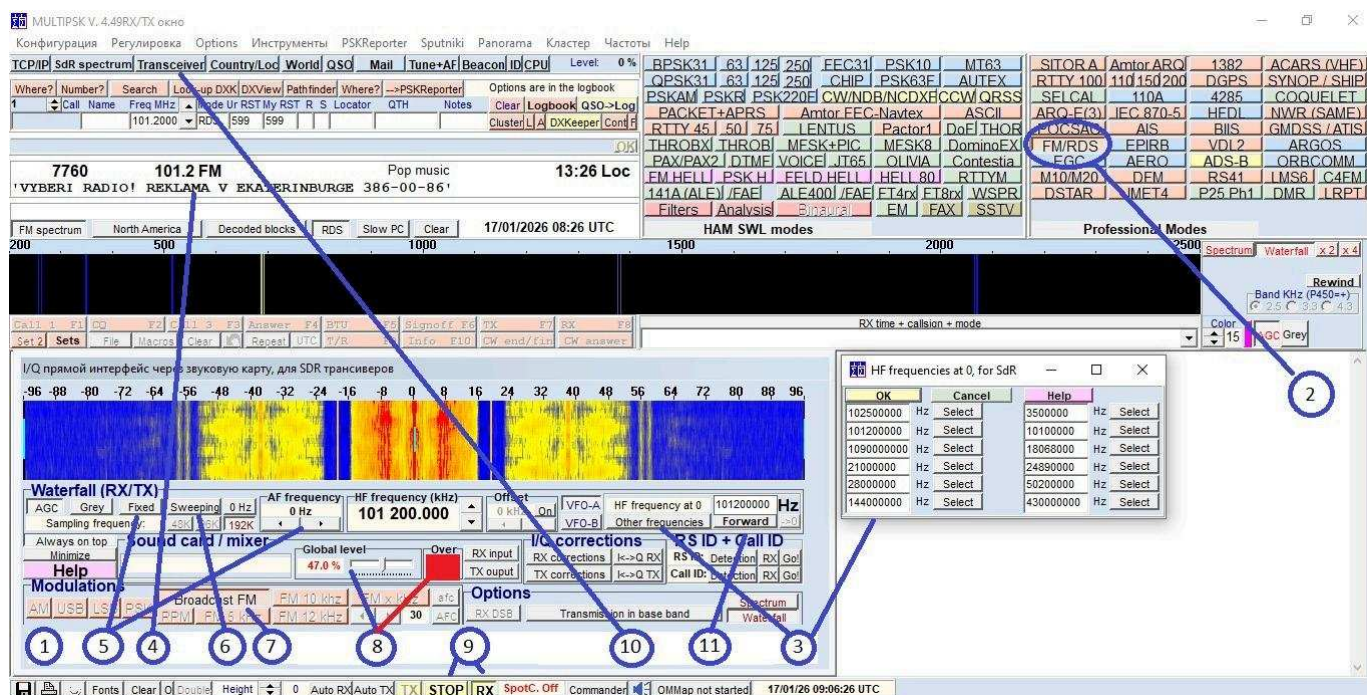 MULTIPSK V. 4.49RX/TX окно
Конфигурация Регулировка Options Инструменты PSKReporter Sputniki Panorama Кластер Частоты Help
TCP/IP SdR spectrum Transceiver Country/Loc World QSO Mail Tune+AF Beacon ID CPU Level: 0 %
Where? Number? Search Look-up DXK DXView Pathfinder Where? -->PSKReporter Options are in the logbook
1 Call Name Freq MHz Mode Ur RST My RST R S Locator QTH Notes Clear Logbook QSO->Log
101.2000 RDS 599 599 Cluster L A DXKeeper Cont F
OK
7760 101.2 FM Pop music 13:26 Loc
'VYBERI RADIO! REKLAMA V EKATERINBURGE 386-00-86'
FM spectrum North America Decoded blocks RDS Slow PC Clear 17/01/2026 08:26 UTC
BPSK31 63 125 250 FEC31 PSK10 MT63
QPSK31 63 125 250 CHIP PSK63F AUTEX
PSKAM PSKR PSK220F CW/NDB/NCDXF CCW QRSS
PACKET+APRS Amtor FEC-Navtex ASCII
RTTY 45 50 75 LENTUS Pactor1 DoF THOR
THROBX THROB MFSK+PIC MFSK8 DominoEX
PAX/PAX2 DTMF VOICE JT65 OLIVIA Contestia
FM HELL PSK H FELD HELL HELL 80 RTTYM
141A (ALE) /FAE ALE400 /FAE FT4rx FT8rx WSPR
Filters Analysis Binaural EM FAX SSTV
HAM SWL modes
SITOR A Amtor ARQ 1382 ACARS (VHF)
RTTY 100 110 150 200 DGPS SYNOP / SHIP
SELCAL 110A 4285 COQUELET
ARQ-E(3) IEC 870-5 HFDL NWR (SAME)
POCSAG AIS BIIS GMDSS / ATIS
FM/RDS EPIRB VDL2 ARGOS
EGC AERO ADS-B ORBCOMM
M10/M20 DFM RS41 LMS6 C4FM
DSTAR IMET4 P25 Ph1 DMR LRPT
Professional Modes
200 500 1000 1500 2000 2500
Spectrum Waterfall x 2 x 4
Rewind
Band KHz (P450=+)
2.5 3.3 4.3
Call 1 F1 CQ F2 Call 3 F3 Answer F4 BTU F5 Signoff F6 TX F7 RX F8
RX time + callsign + mode
Set 2 Sets File Macros Clear Repeat UTC T/R Info F10 CW end/fin CW answer
Color 15 AGC Grey
I/Q прямой интерфейс через звуковую карту, для SDR трансиверов
-96 -88 -80 -72 -64 -56 -48 -40 -32 -24 -16 -8 0 8 16 24 32 40 48 56 64 72 80 88 96
HF frequencies at 0, for SdR
OK Cancel Help
102500000 Hz Select 3500000 Hz Select
101200000 Hz Select 10100000 Hz Select
1090000000 Hz Select 18068000 Hz Select
21000000 Hz Select 24890000 Hz Select
28000000 Hz Select 50200000 Hz Select
144000000 Hz Select 430000000 Hz Select
2
Waterfall (RX/TX) AF frequency HF frequency (kHz) Offset
AGC Grey Fixed Sweeping 0 Hz 0 Hz 101 200.000 0 kHz On VFO-A HF frequency at 0 101200000 Hz
Sampling frequency: 48K 96K 192K VFO-B Other frequencies Forward ->0
Always on top Sound card / mixer Global level Over I/Q corrections RS ID + Call ID
Minimize 47.0 % RX input RX corrections I<->Q RX RS ID: Detection RX Go!
Help TX ouput TX corrections I<->Q TX Call ID: Detection RX Go!
Modulations Options
AM USB LSB PSK Broadcast FM FM 10 khz FM x khz afc RX DSB Transmission in base band Spectrum
PPM FM 5 kHz FM 12 kHz 30 AFC Waterfall
1 5 4 6 7 8 9 10 11 3
Fonts Clear O Double Height 0 Auto RX Auto TX TX STOP RX SpotC. Off Commander OMMap not started 17/01/26 09:06:26 UTC